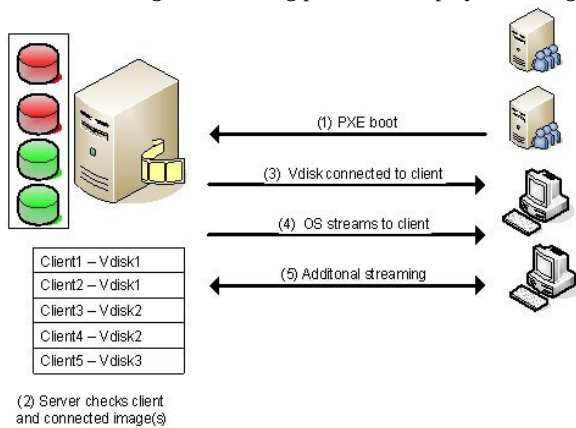 (1) PXE boot
(3) Vdisk connected to client
(4) OS streams to client
(5) Additonal streaming
Client1 – Vdisk1
Client2 – Vdisk1
Client3 – Vdisk2
Client4 – Vdisk2
Client5 – Vdisk3
(2) Server checks client
and connected image(s)